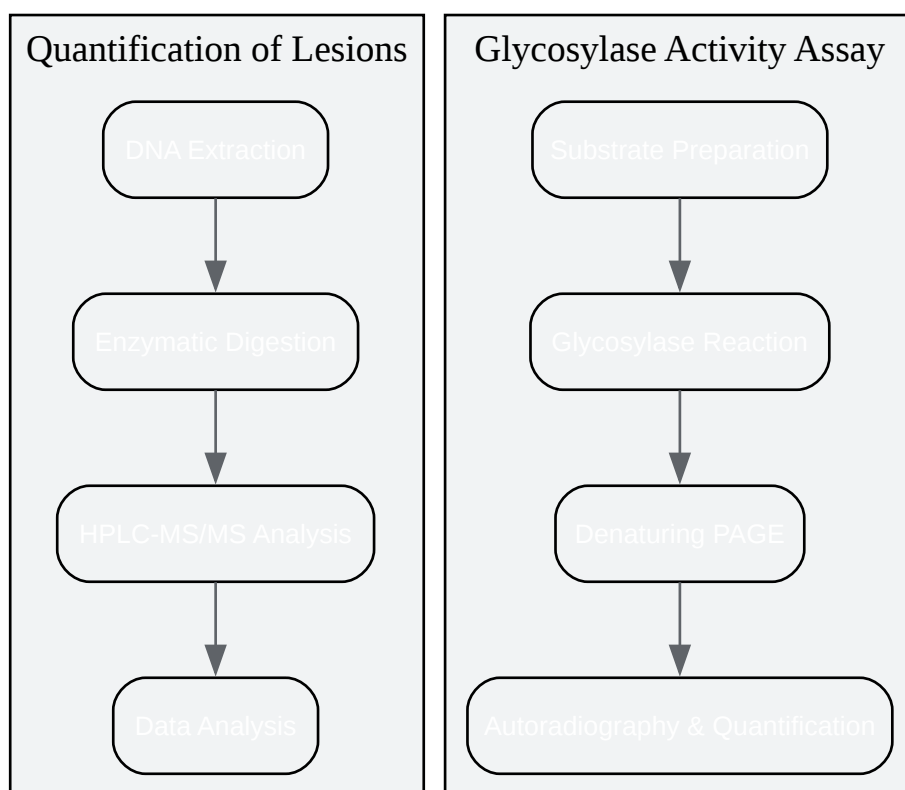 Quantification of Lesions
DNA Extraction
Enzymatic Digestion
HPLC-MS/MS Analysis
Data Analysis
Glycosylase Activity Assay
Substrate Preparation
Glycosylase Reaction
Denaturing PAGE
Autoradiography & Quantification